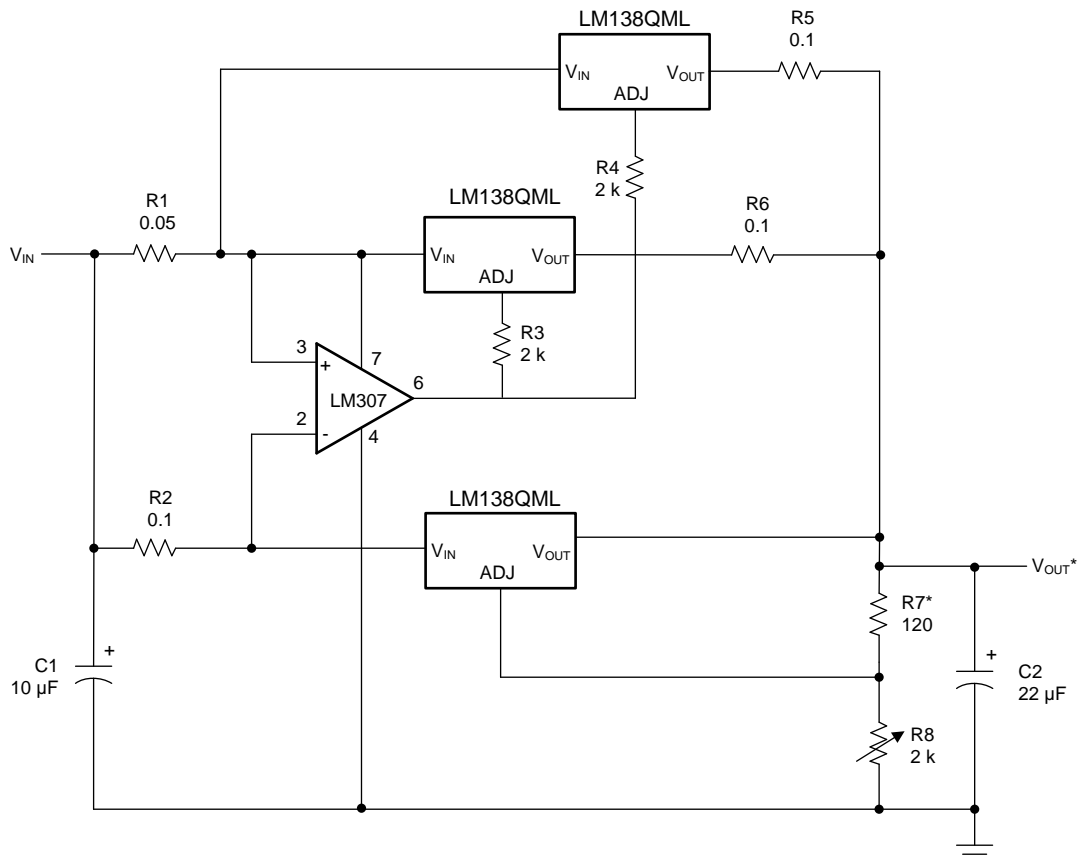 LM138QML
R5
0.1
VIN
VOUT
ADJ
R4
2 k
R1
0.05
LM138QML
R6
0.1
VIN
VIN
VOUT
ADJ
R3
2 k
3
+
7
6
LM307
2
-
4
R2
0.1
LM138QML
VIN
VOUT
ADJ
VOUT*
R7*
120
C1
+
10 µF
C2
+
22 µF
R8
2 k